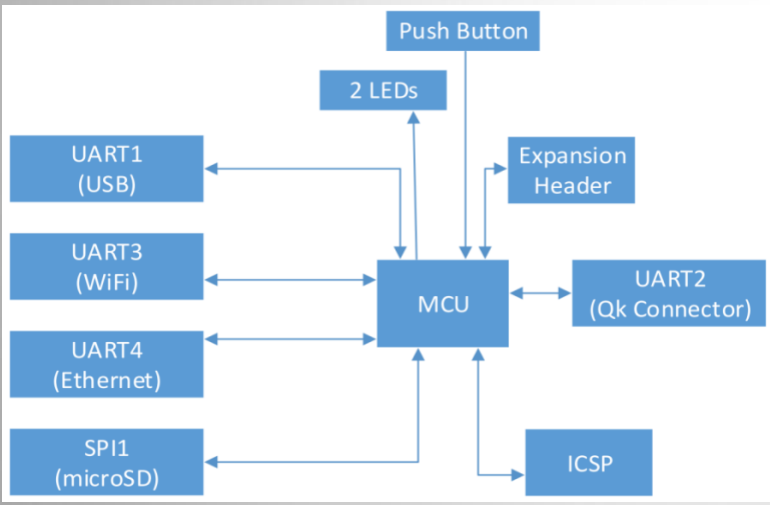 Push Button
2 LEDs
UART1
(USB)
Expansion
Header
UART3
(WiFi)
MCU
UART2
(Qk Connector)
UART4
(Ethernet)
SPI1
(microSD)
ICSP